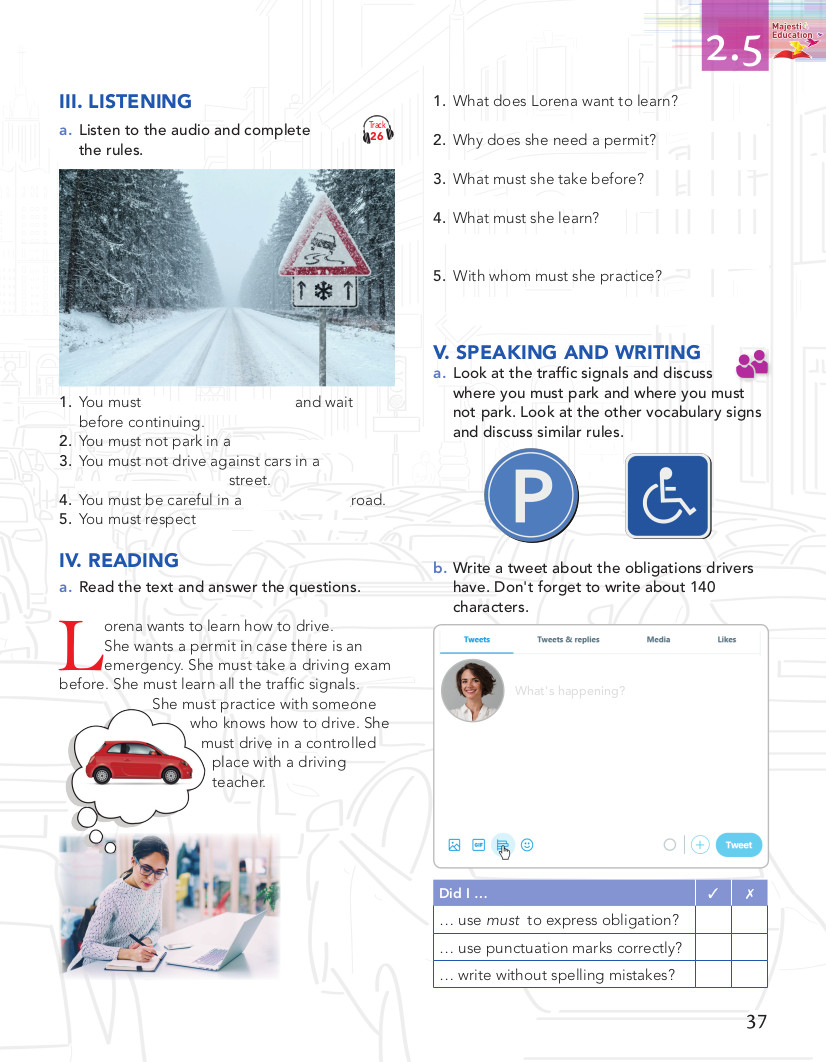 2.5
Majesti
Education
III. LISTENING
a. Listen to the audio and complete
the rules.
Track
26
1. You must and wait
before continuing.
2. You must not park in a
3. You must not drive against cars in a
street.
4. You must be careful in a road.
5. You must respect
IV. READING
a. Read the text and answer the questions.
Lorena wants to learn how to drive.
She wants a permit in case there is an
emergency. She must take a driving exam
before. She must learn all the traffic signals.
She must practice with someone
who knows how to drive. She
must drive in a controlled
place with a driving
teacher.
1. What does Lorena want to learn?
2. Why does she need a permit?
3. What must she take before?
4. What must she learn?
5. With whom must she practice?
V. SPEAKING AND WRITING
a. Look at the traffic signals and discuss
where you must park and where you must
not park. Look at the other vocabulary signs
and discuss similar rules.
P
b. Write a tweet about the obligations drivers
have. Don't forget to write about 140
characters.
Tweets Tweets & replies Media Likes
What's happening?
GIF Tweet
Did I ... ✓ ✗
... use must to express obligation?
... use punctuation marks correctly?
... write without spelling mistakes?
37